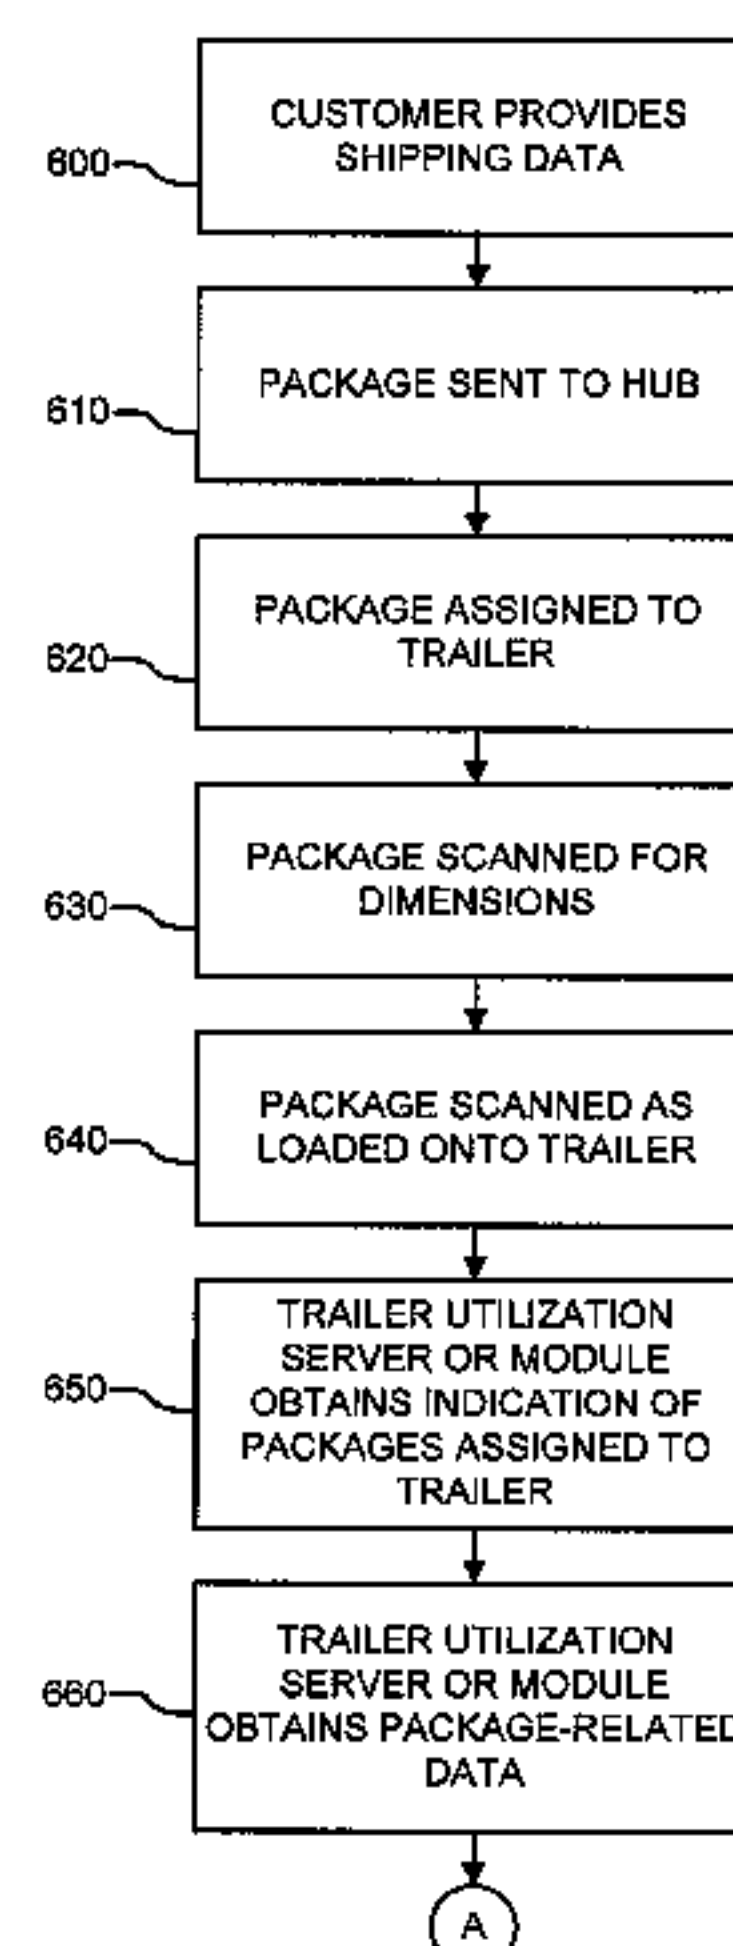 CUSTOMER PROVIDES
SHIPPING DATA
600
PACKAGE SENT TO HUB
610
PACKAGE ASSIGNED TO
TRAILER
620
PACKAGE SCANNED FOR
DIMENSIONS
630
PACKAGE SCANNED AS
LOADED ONTO TRAILER
640
TRAILER UTILIZATION
SERVER OR MODULE
OBTAINS INDICATION OF
PACKAGES ASSIGNED TO
TRAILER
650
TRAILER UTILIZATION
SERVER OR MODULE
OBTAINS PACKAGE-RELATED
DATA
660
A